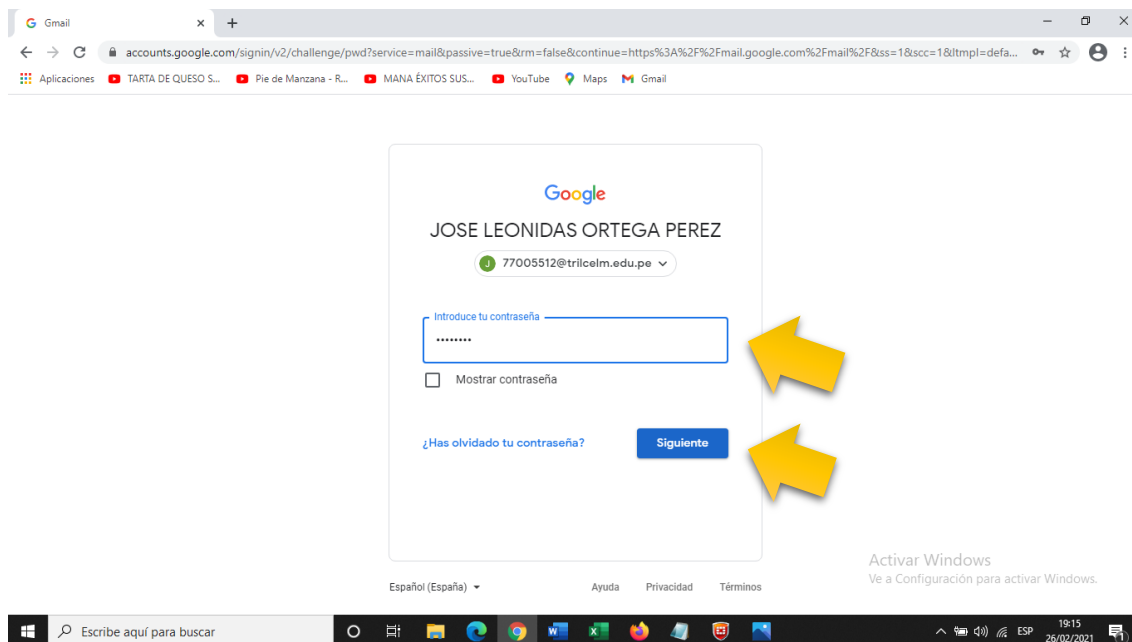 Gmail
accounts.google.com/signin/v2/challenge/pwd?service=mail&passive=true&rm=false&continue=https%3A%2F%2Fmail.google.com%2Fmail%2F&ss=1&scc=1&ltmpl=defa...
Aplicaciones TARTA DE QUESO S... Pie de Manzana - R... MANA ÉXITOS SUS... YouTube Maps Gmail
Google
JOSE LEONIDAS ORTEGA PEREZ
J 77005512@trilcelm.edu.pe
Introduce tu contraseña
••••••••
Mostrar contraseña
¿Has olvidado tu contraseña? Siguiente
Activar Windows
Ve a Configuración para activar Windows.
Español (España) Ayuda Privacidad Términos
Escribe aquí para buscar
ESP 19:15
26/02/2021